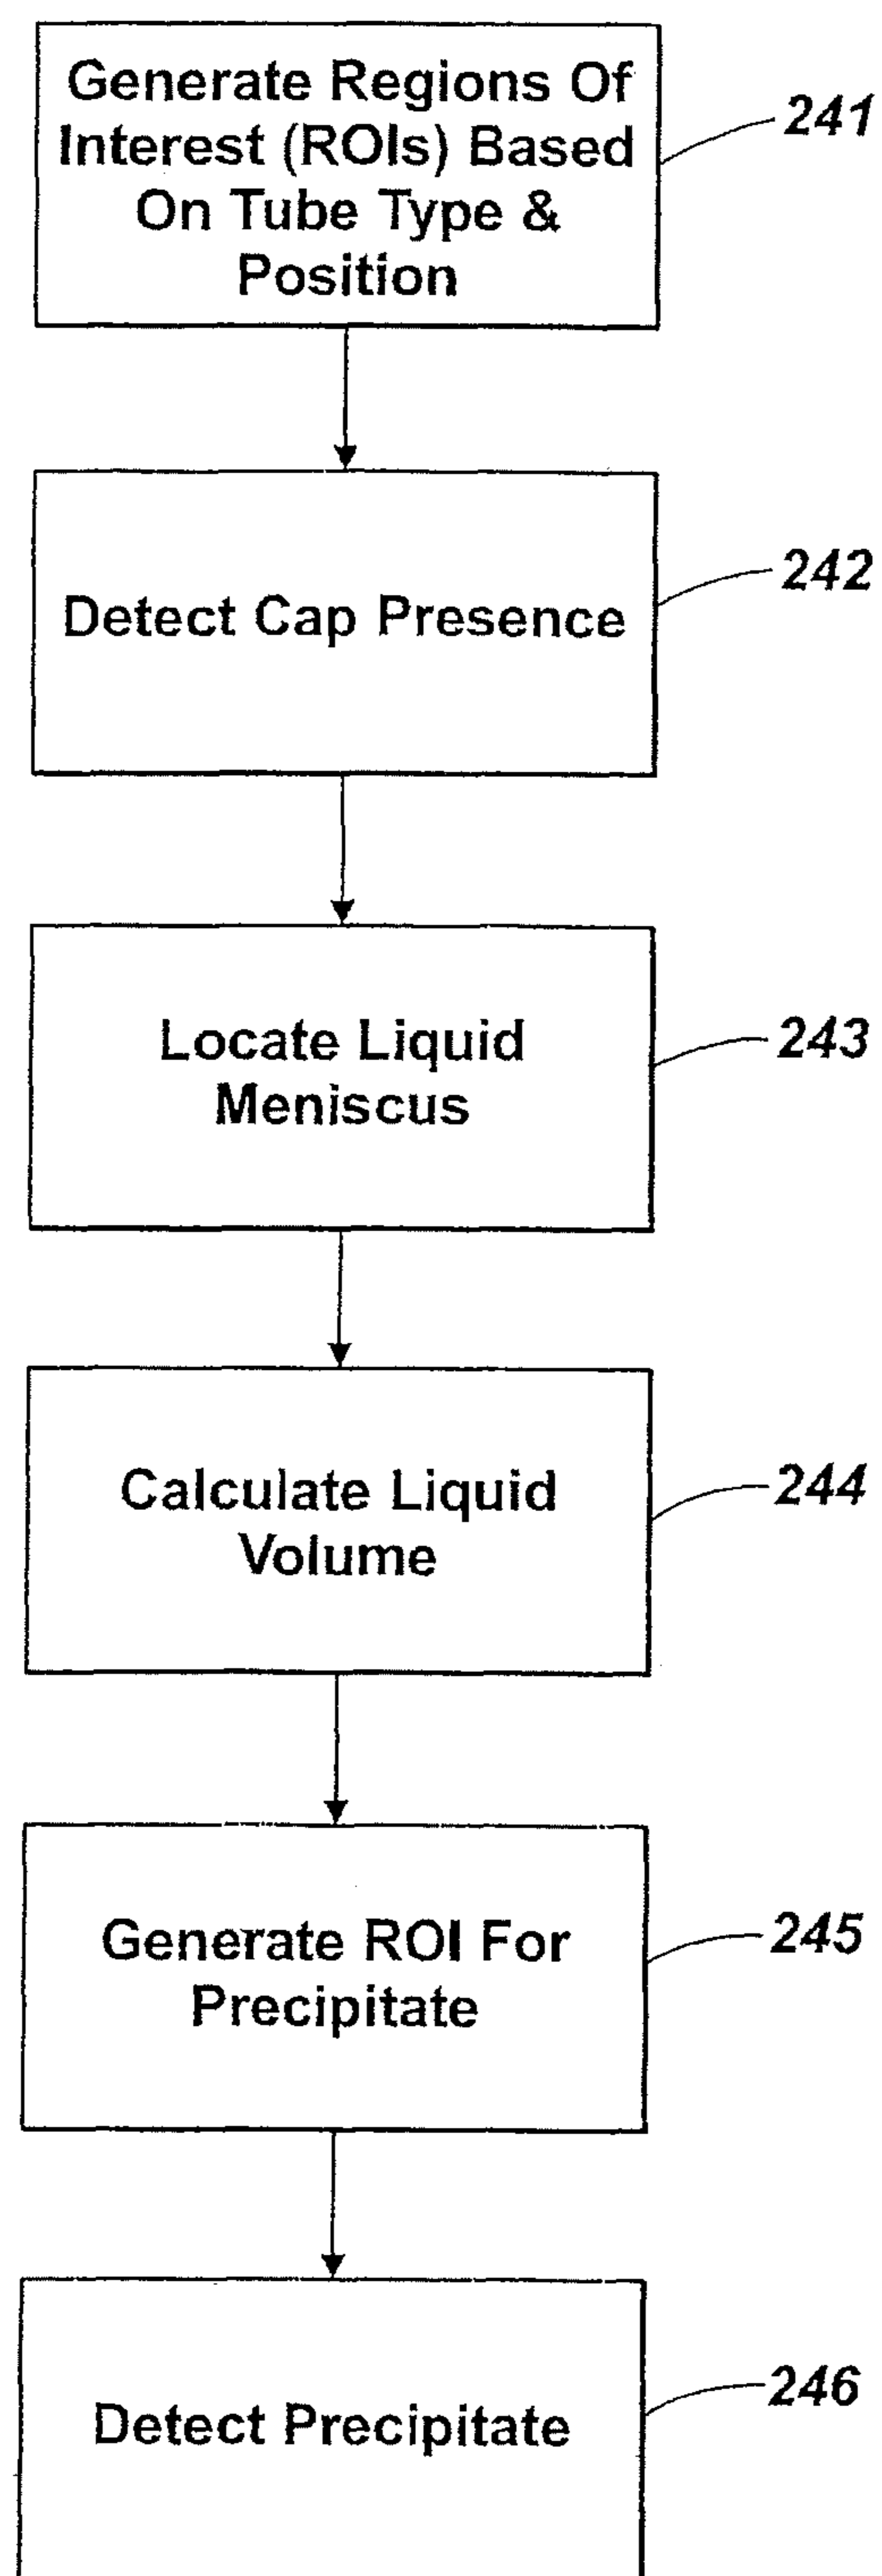 Generate Regions Of
Interest (ROIs) Based
On Tube Type &
Position
241
Detect Cap Presence
242
Locate Liquid
Meniscus
243
Calculate Liquid
Volume
244
Generate ROI For
Precipitate
245
Detect Precipitate
246